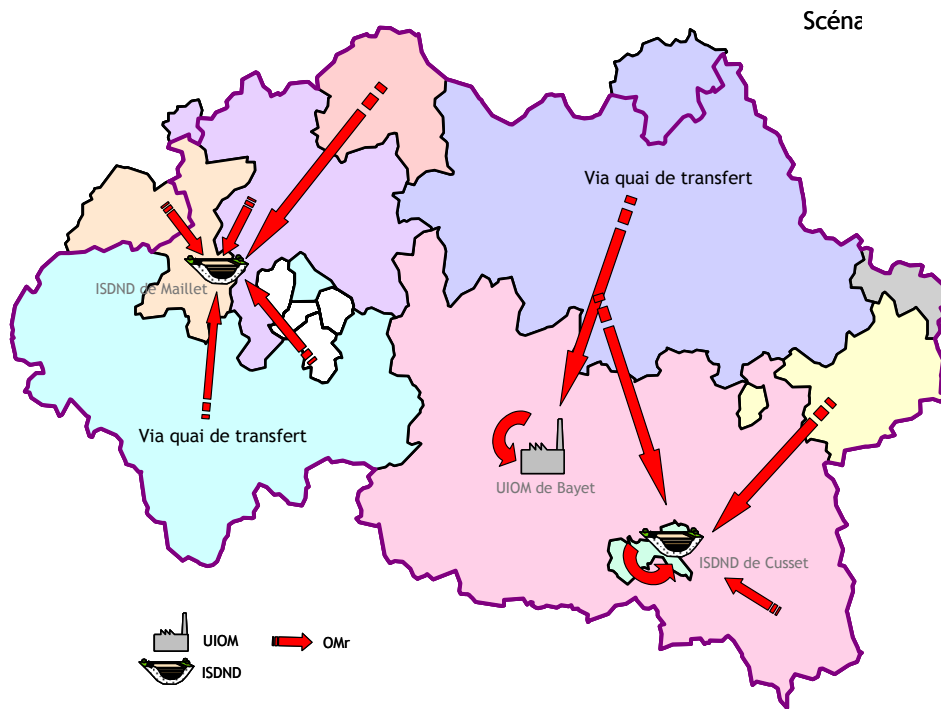 Scéna
Via quai de transfert
ISDND de Maillet
Via quai de transfert
UIOM de Bayet
ISDND de Cusset
UIOM
OMr
ISDND